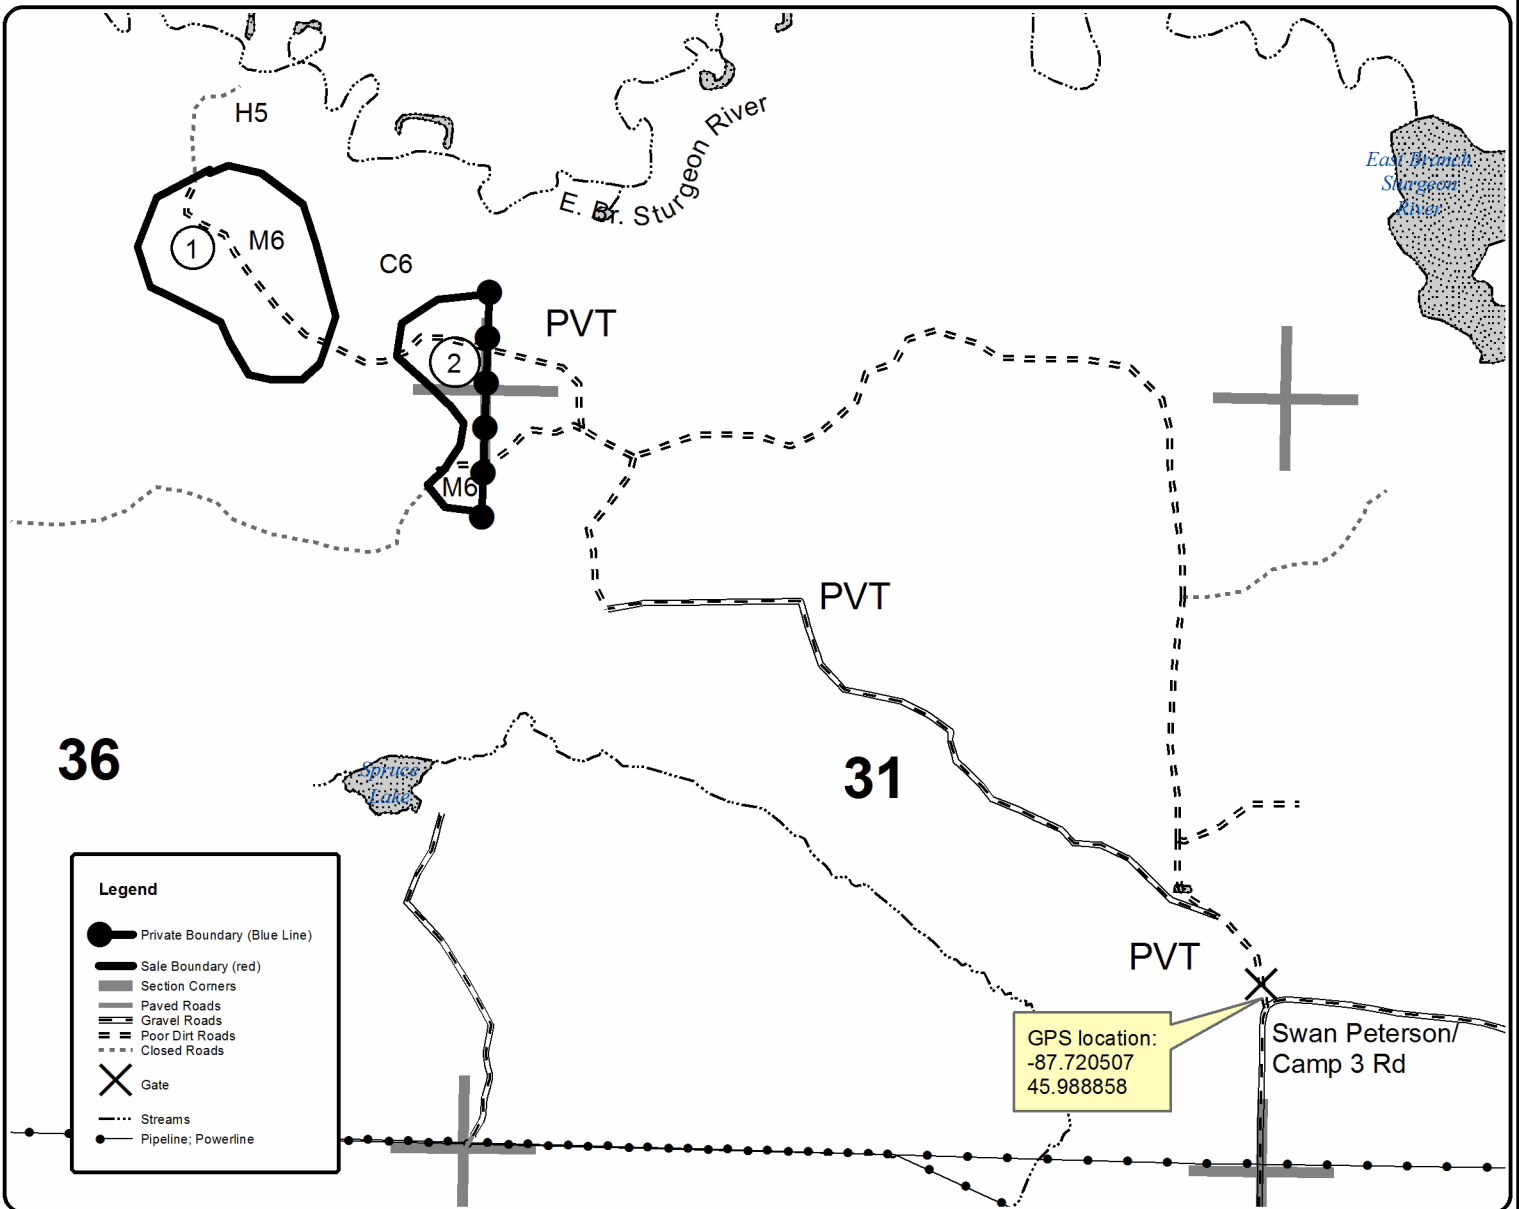 H5
E. Br. Sturgeon River
East Branch
Sturgeon
River
1
M6
C6
PVT
2
M6
PVT
36
31
Spruce
Lake
Legend
Private Boundary (Blue Line)
Sale Boundary (red)
Section Corners
Paved Roads
Gravel Roads
Poor Dirt Roads
Closed Roads
Gate
Streams
Pipeline; Powerline
PVT
GPS location:
-87.720507
45.988858
Swan Peterson/
Camp 3 Rd